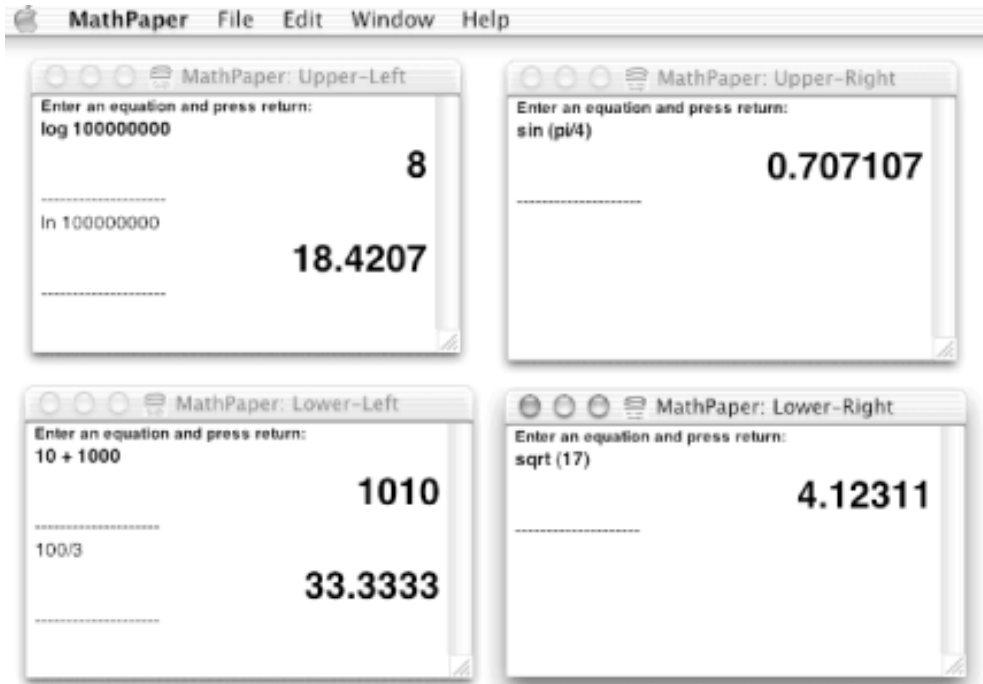 MathPaper File Edit Window Help
MathPaper: Upper-Left
Enter an equation and press return:
log 100000000
8
--------------------
ln 100000000
18.4207
--------------------
MathPaper: Upper-Right
Enter an equation and press return:
sin (pi/4)
0.707107
--------------------
MathPaper: Lower-Left
Enter an equation and press return:
10 + 1000
1010
--------------------
100/3
33.3333
--------------------
MathPaper: Lower-Right
Enter an equation and press return:
sqrt (17)
4.12311
--------------------